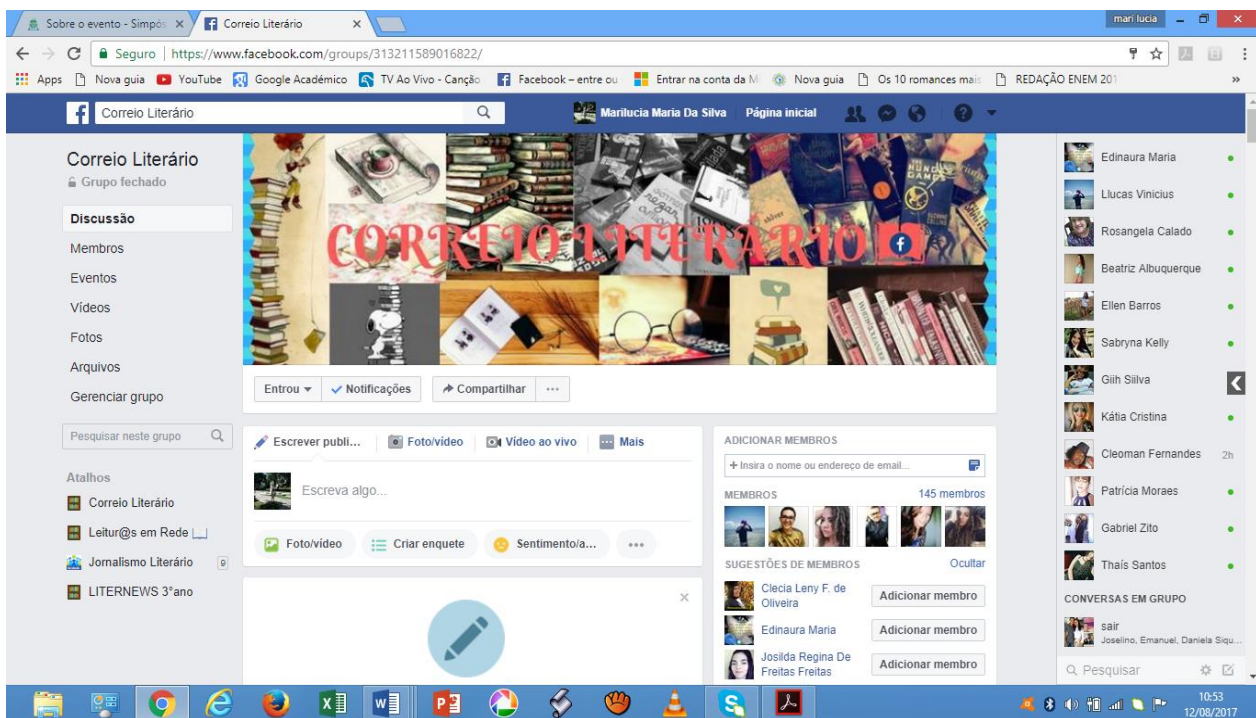 Sobre o evento - Simpós
Correio Literário
mari lucia
Seguro | https://www.facebook.com/groups/313211589016822/
Apps Nova guia YouTube Google Acadêmico TV Ao Vivo - Canção Facebook – entre ou Entrar na conta da M Nova guia Os 10 romances mais REDAÇÃO ENEM 201 »
Correio Literário
Marilucia Maria Da Silva Página inicial
Correio Literário
Grupo fechado
Discussão
Membros
Eventos
Vídeos
Fotos
Arquivos
Gerenciar grupo
Pesquisar neste grupo
Atalhos
Correio Literário
Leitur@s em Rede
Jornalismo Literário 9
LITERNEWS 3°ano
CORREIO LITERÁRIO
Entrou Notificações Compartilhar ...
Escrever publi... Foto/vídeo Vídeo ao vivo Mais
Escreva algo...
Foto/vídeo Criar enquete Sentimento/a... ...
ADICIONAR MEMBROS
+ Insira o nome ou endereço de email...
MEMBROS 145 membros
SUGESTÕES DE MEMBROS Ocultar
Clecia Leny F. de
Oliveira
Adicionar membro
Edinaura Maria Adicionar membro
Josilda Regina De
Freitas Freitas
Adicionar membro
Edinaura Maria
Llucas Vinicius
Rosangela Calado
Beatriz Albuquerque
Ellen Barros
Sabryna Kelly
Giih Siilva
Kátia Cristina
Cleoman Fernandes 2h
Patrícia Moraes
Gabriel Zito
Thaís Santos
CONVERSAS EM GRUPO
sair
Joselino, Emanuel, Daniela Siqu...
Pesquisar
10:53
12/08/2017